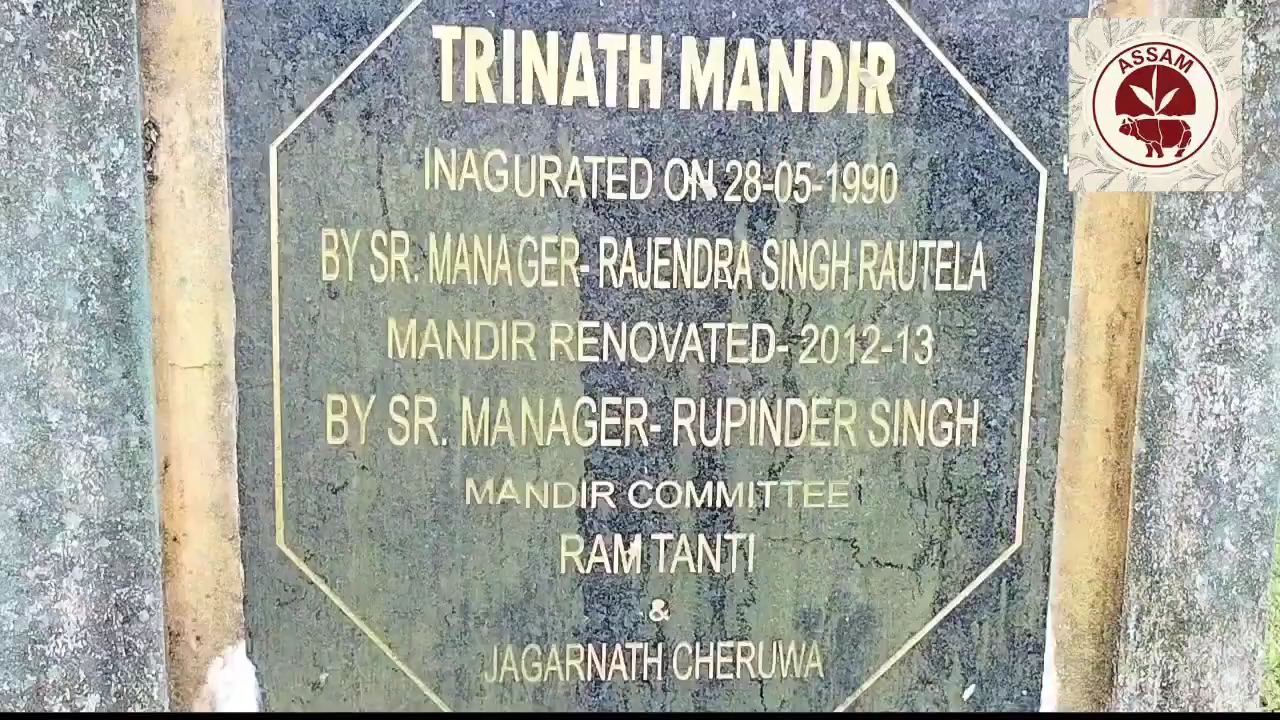 TRINATH MANDIR
ASSAM
INAGURATED ON 28-05-1990
BY SR. MANAGER- RAJENDRA SINGH RAUTELA
MANDIR RENOVATED- 2012-13
BY SR. MANAGER- RUPINDER SINGH
MANDIR COMMITTEE
RAM TANTI
&
JAGARNATH CHERUWA